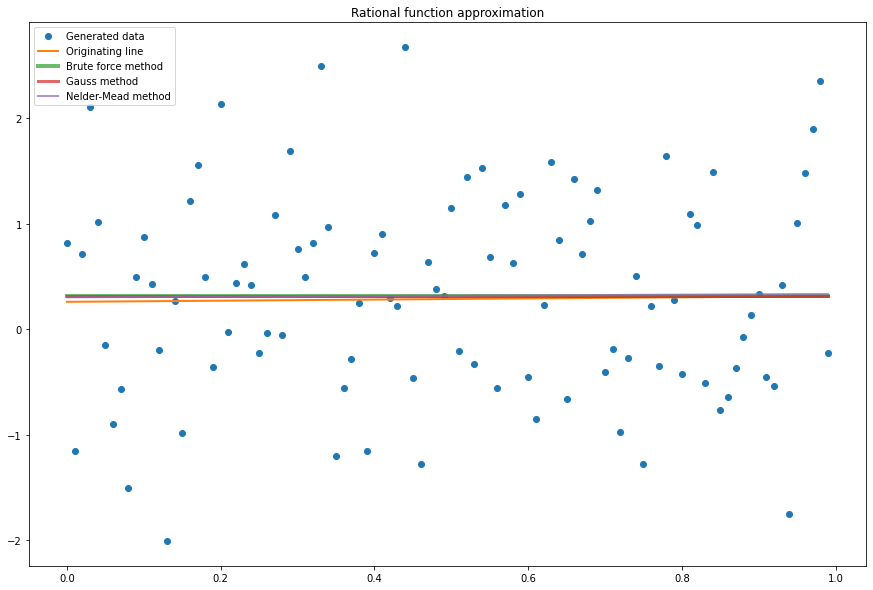 Rational function approximation
Generated data
Originating line
Brute force method
Gauss method
Nelder-Mead method
2
1
0
−1
−2
0.0 0.2 0.4 0.6 0.8 1.0